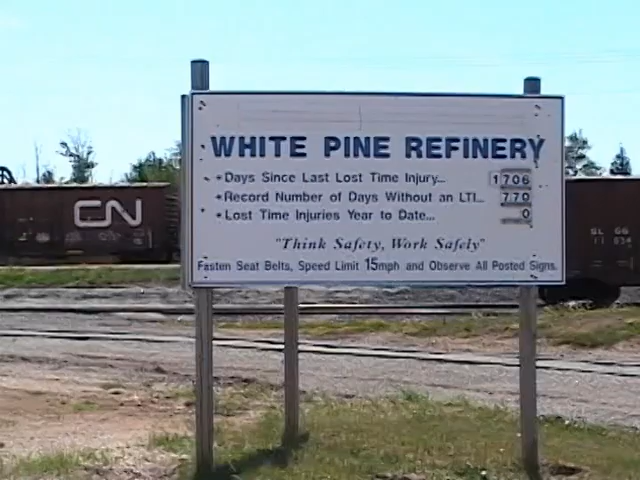 WHITE PINE REFINERY
Days Since Last Lost Time Injury... 1706
Record Number of Days Without an LTI... 770
Lost Time Injuries Year to Date... 0
"Think Safety, Work Safely"
Fasten Seat Belts, Speed Limit 15mph and Observe All Posted Signs.
CN